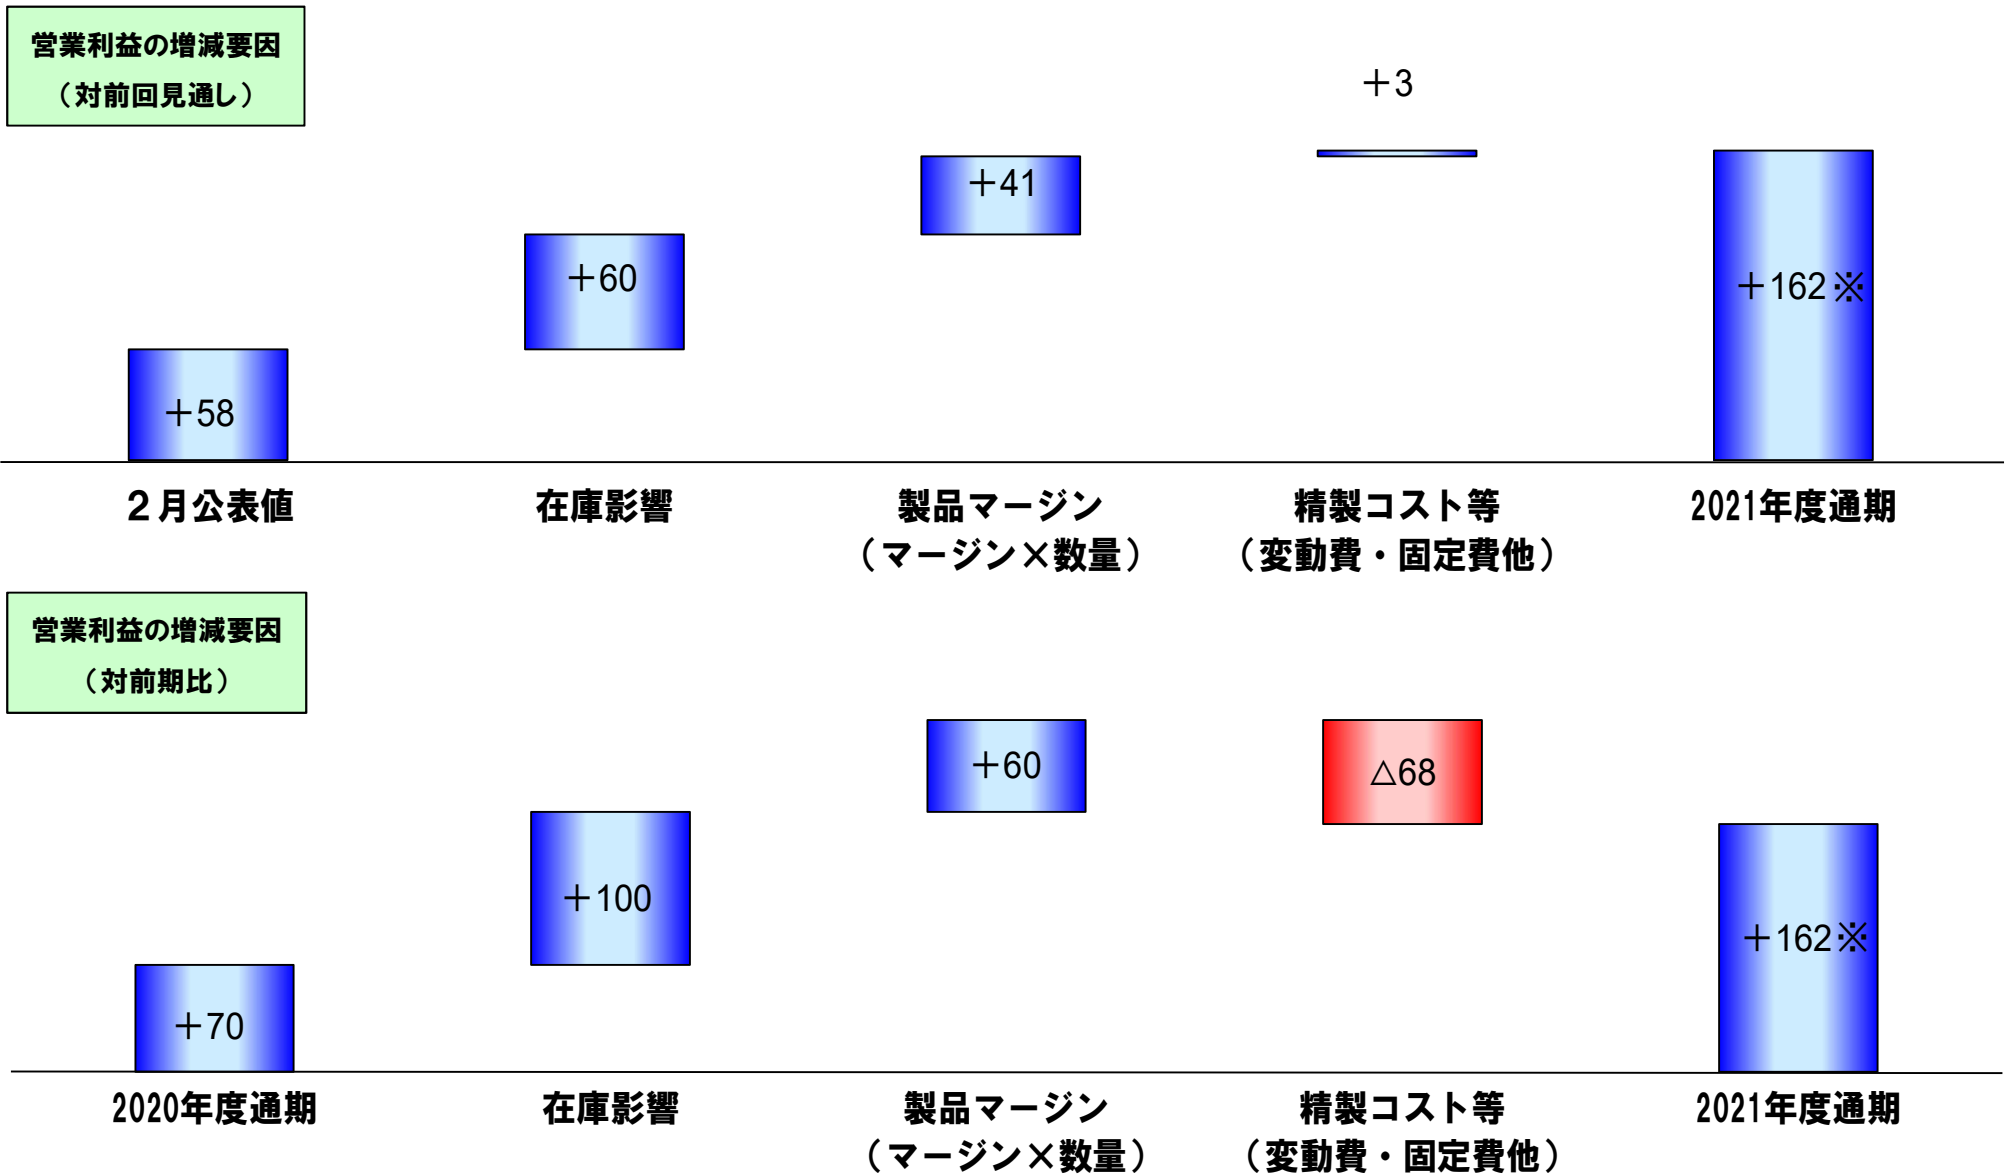 営業利益の増減要因
（対前回見通し）
＋3
＋41
＋60
＋162※
＋58
２月公表値
在庫影響
製品マージン
（マージン×数量）
精製コスト等
（変動費・固定費他）
2021年度通期
営業利益の増減要因
（対前期比）
＋60
△68
＋100
＋162※
＋70
2020年度通期
在庫影響
製品マージン
（マージン×数量）
精製コスト等
（変動費・固定費他）
2021年度通期